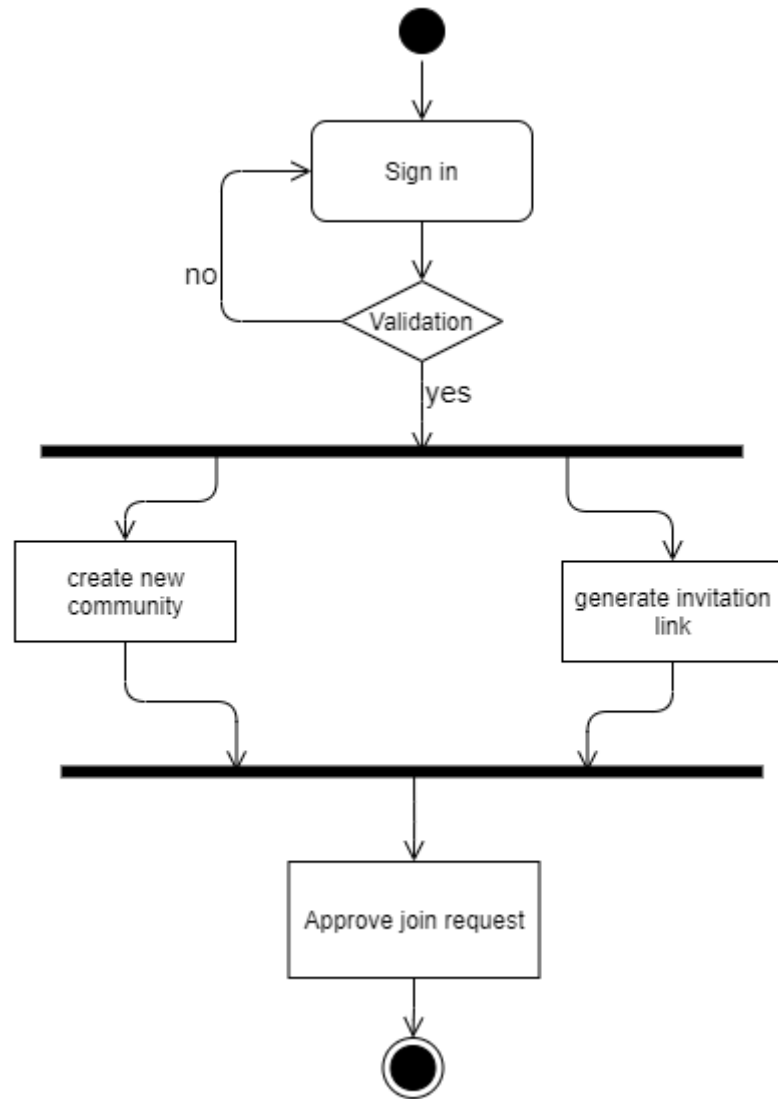 Sign in
no
Validation
yes
create new
community
generate invitation
link
Approve join request